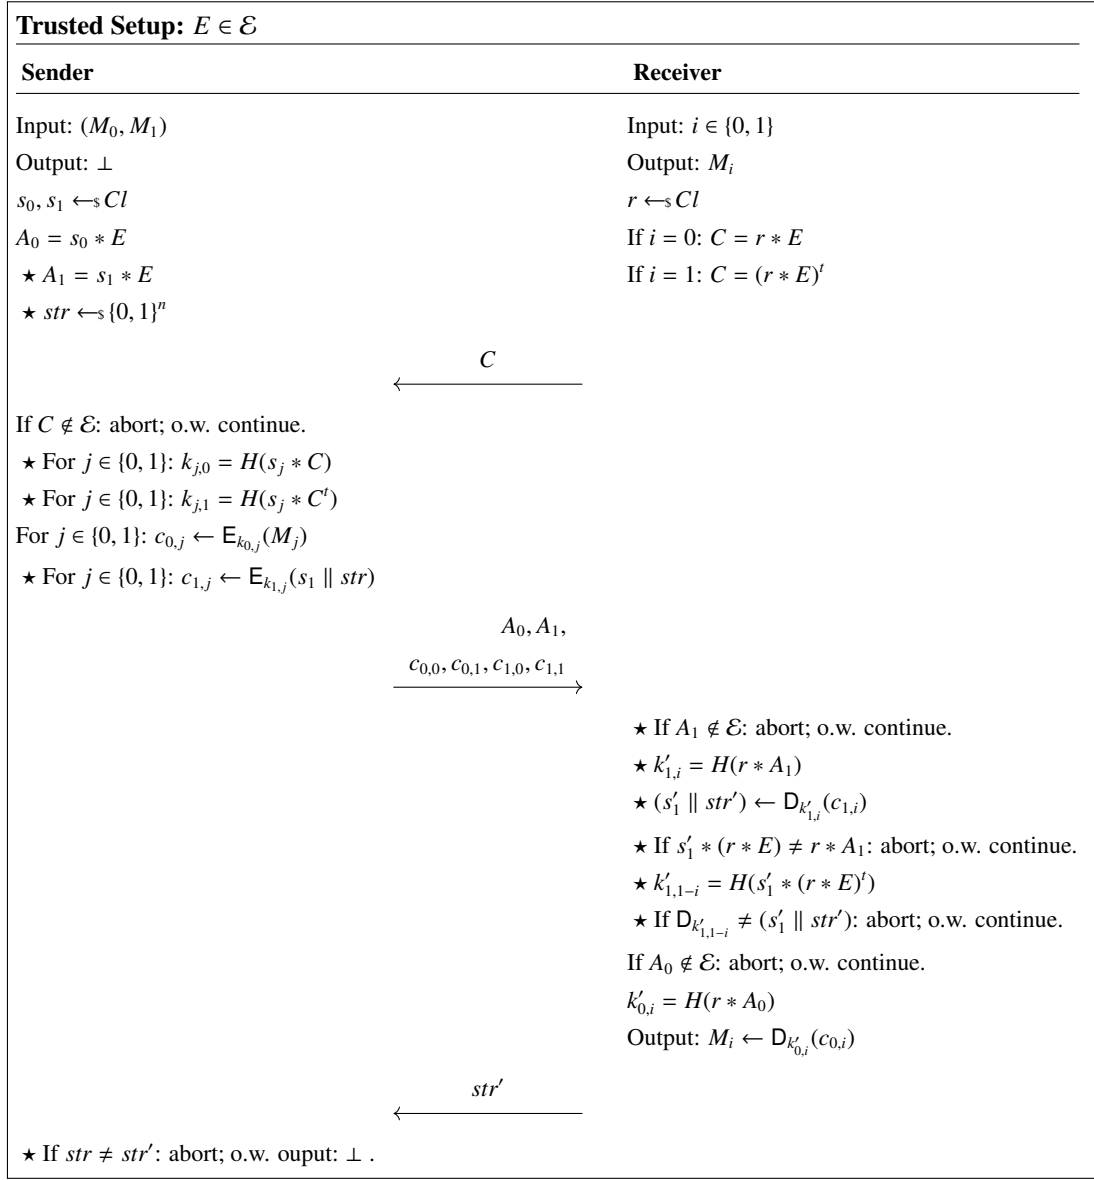 Trusted Setup: E ∈ ℰ
Sender Receiver
Input: (M₀, M₁) Input: i ∈ {0, 1}
Output: ⊥ Output: Mᵢ
s₀, s₁ ←$ Cl r ←$ Cl
A₀ = s₀ * E If i = 0: C = r * E
★ A₁ = s₁ * E If i = 1: C = (r * E)^t
★ str ←$ {0, 1}^n
C
If C ∉ ℰ: abort; o.w. continue.
★ For j ∈ {0, 1}: k_{j,0} = H(s_j * C)
★ For j ∈ {0, 1}: k_{j,1} = H(s_j * C^t)
For j ∈ {0, 1}: c_{0,j} ← E_{k_{0,j}}(M_j)
★ For j ∈ {0, 1}: c_{1,j} ← E_{k_{1,j}}(s₁ ∥ str)
A₀, A₁,
c_{0,0}, c_{0,1}, c_{1,0}, c_{1,1}
★ If A₁ ∉ ℰ: abort; o.w. continue.
★ k′_{1,i} = H(r * A₁)
★ (s′₁ ∥ str′) ← D_{k′_{1,i}}(c_{1,i})
★ If s′₁ * (r * E) ≠ r * A₁: abort; o.w. continue.
★ k′_{1,1−i} = H(s′₁ * (r * E)^t)
★ If D_{k′_{1,1−i}} ≠ (s′₁ ∥ str′): abort; o.w. continue.
If A₀ ∉ ℰ: abort; o.w. continue.
k′_{0,i} = H(r * A₀)
Output: Mᵢ ← D_{k′_{0,i}}(c_{0,i})
str′
★ If str ≠ str′: abort; o.w. ouput: ⊥ .